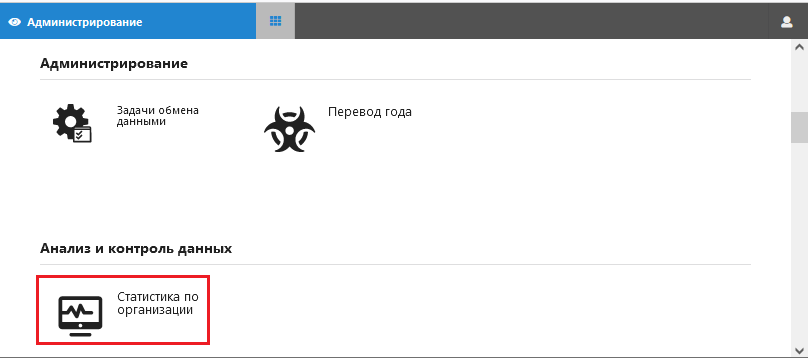 Администрирование
Администрирование
Задачи обмена
данными
Перевод года
Анализ и контроль данных
Статистика по
организации